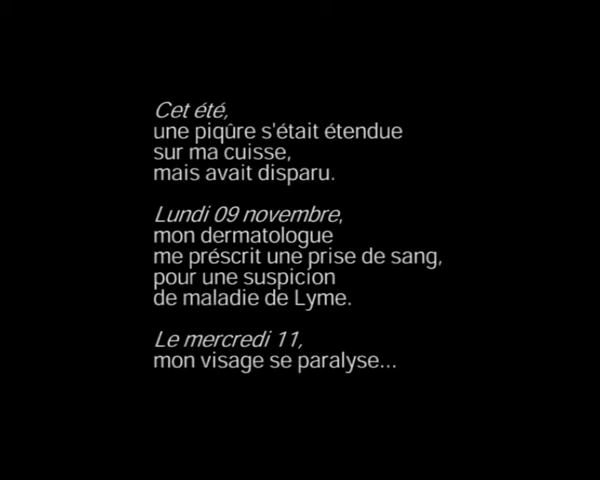 Cet été,
une piqûre s'était étendue
sur ma cuisse,
mais avait disparu.
Lundi 09 novembre,
mon dermatologue
me préscrit une prise de sang,
pour une suspicion
de maladie de Lyme.
Le mercredi 11,
mon visage se paralyse...